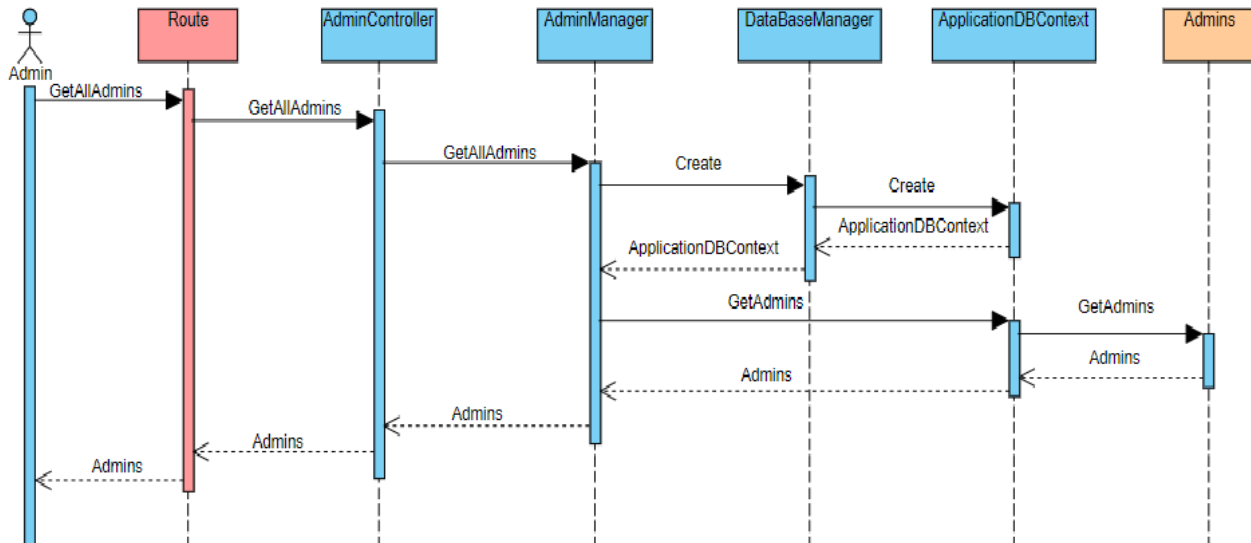 Route
AdminController
AdminManager
DataBaseManager
ApplicationDBContext
Admins
Admin
GetAllAdmins
GetAllAdmins
GetAllAdmins
Create
Create
ApplicationDBContext
ApplicationDBContext
GetAdmins
GetAdmins
Admins
Admins
Admins
Admins
Admins